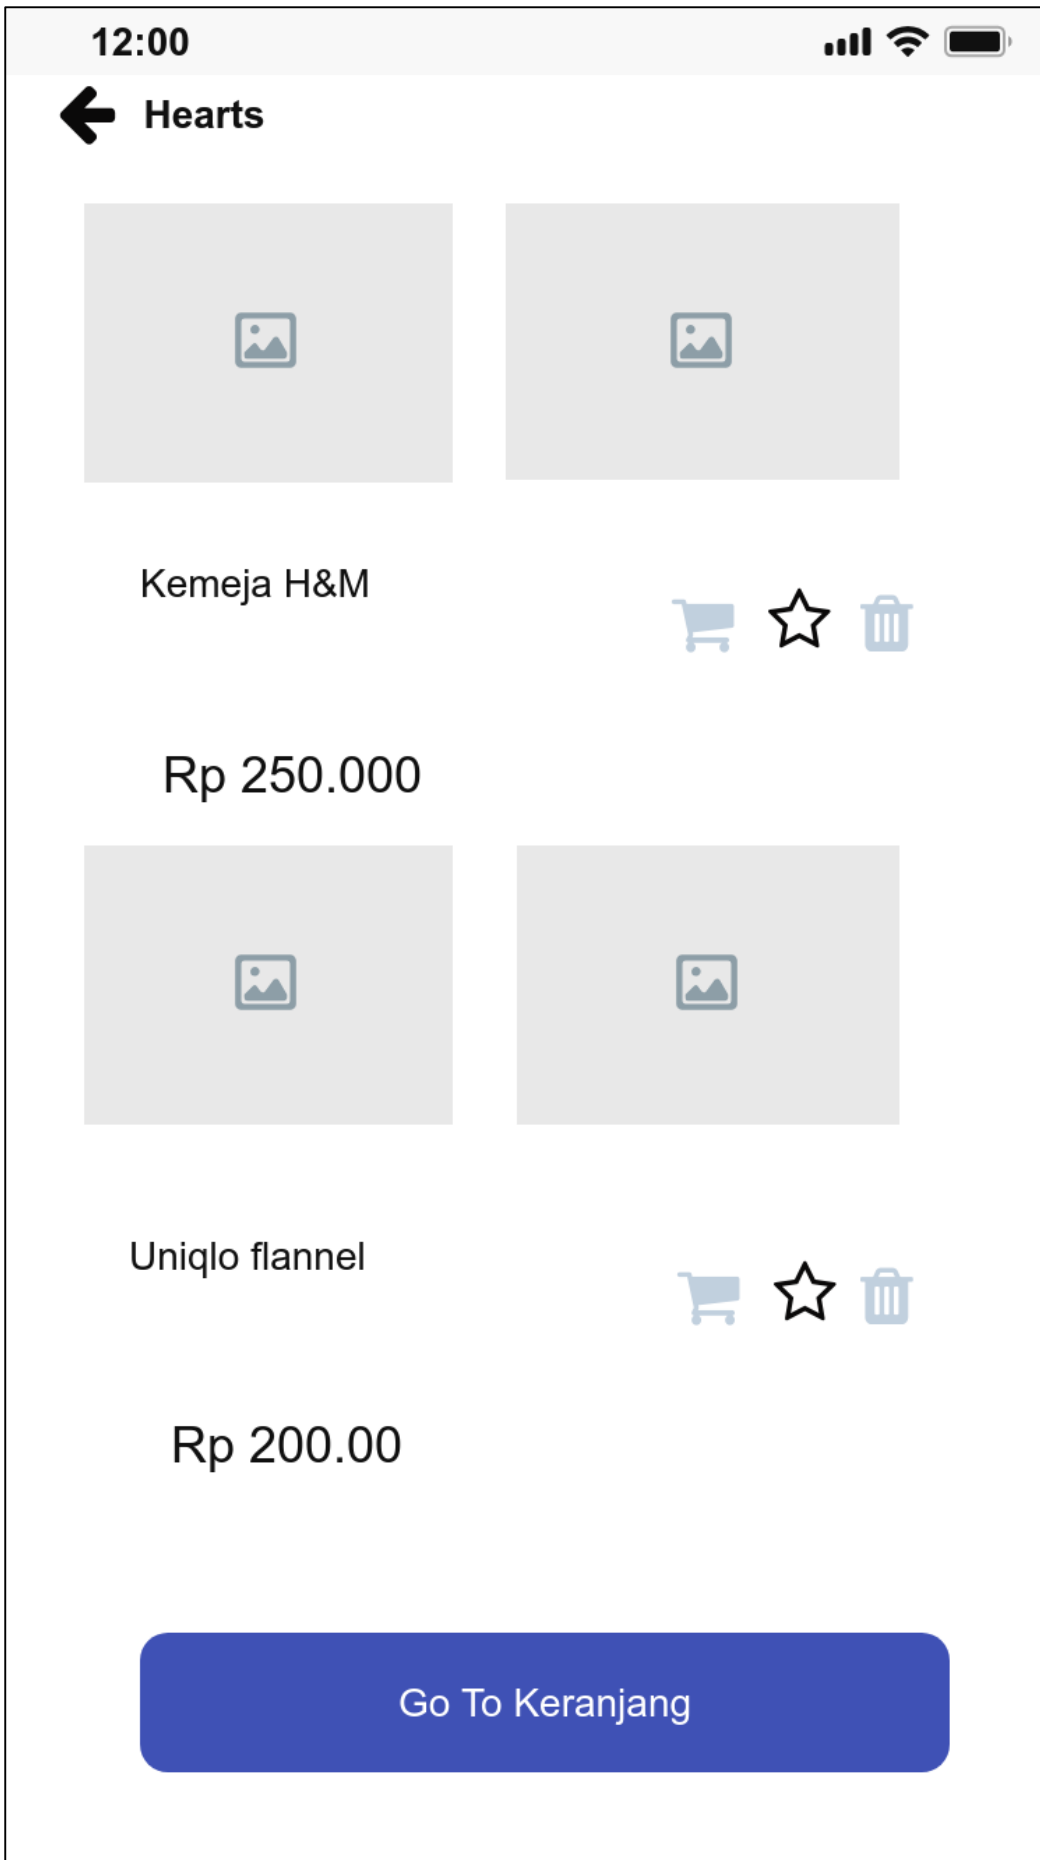 12:00
Hearts
Kemeja H&M
Rp 250.000
Uniqlo flannel
Rp 200.00
Go To Keranjang